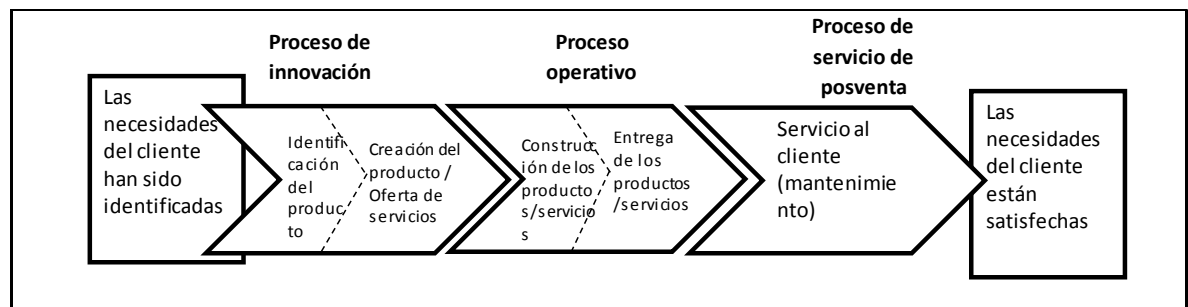 Proceso de
innovación
Proceso
operativo
Proceso de
servicio de
posventa
Las
necesidades
del cliente
han sido
identificadas
Identifi
cación
del
produc
to
Creación del
producto /
Oferta de
servicios
Construcc
ión de los
producto
s/servicio
s
Entrega
de los
productos
/servicios
Servicio al
cliente
(mantenimie
nto)
Las
necesidades
del cliente
están
satisfechas